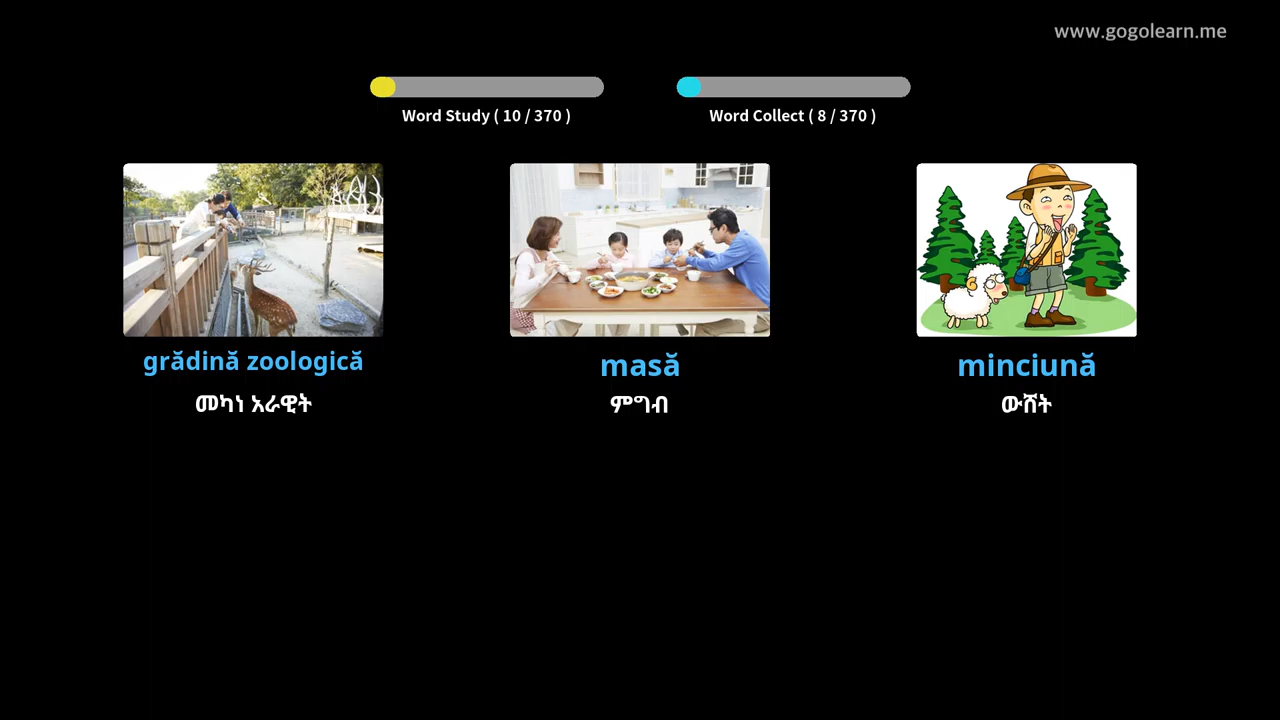 www.gogolearn.me
Word Study ( 10 / 370 )
Word Collect ( 8 / 370 )
grădină zoologică
masă
minciună
መካነ አራዊት
ምግብ
ውሸት